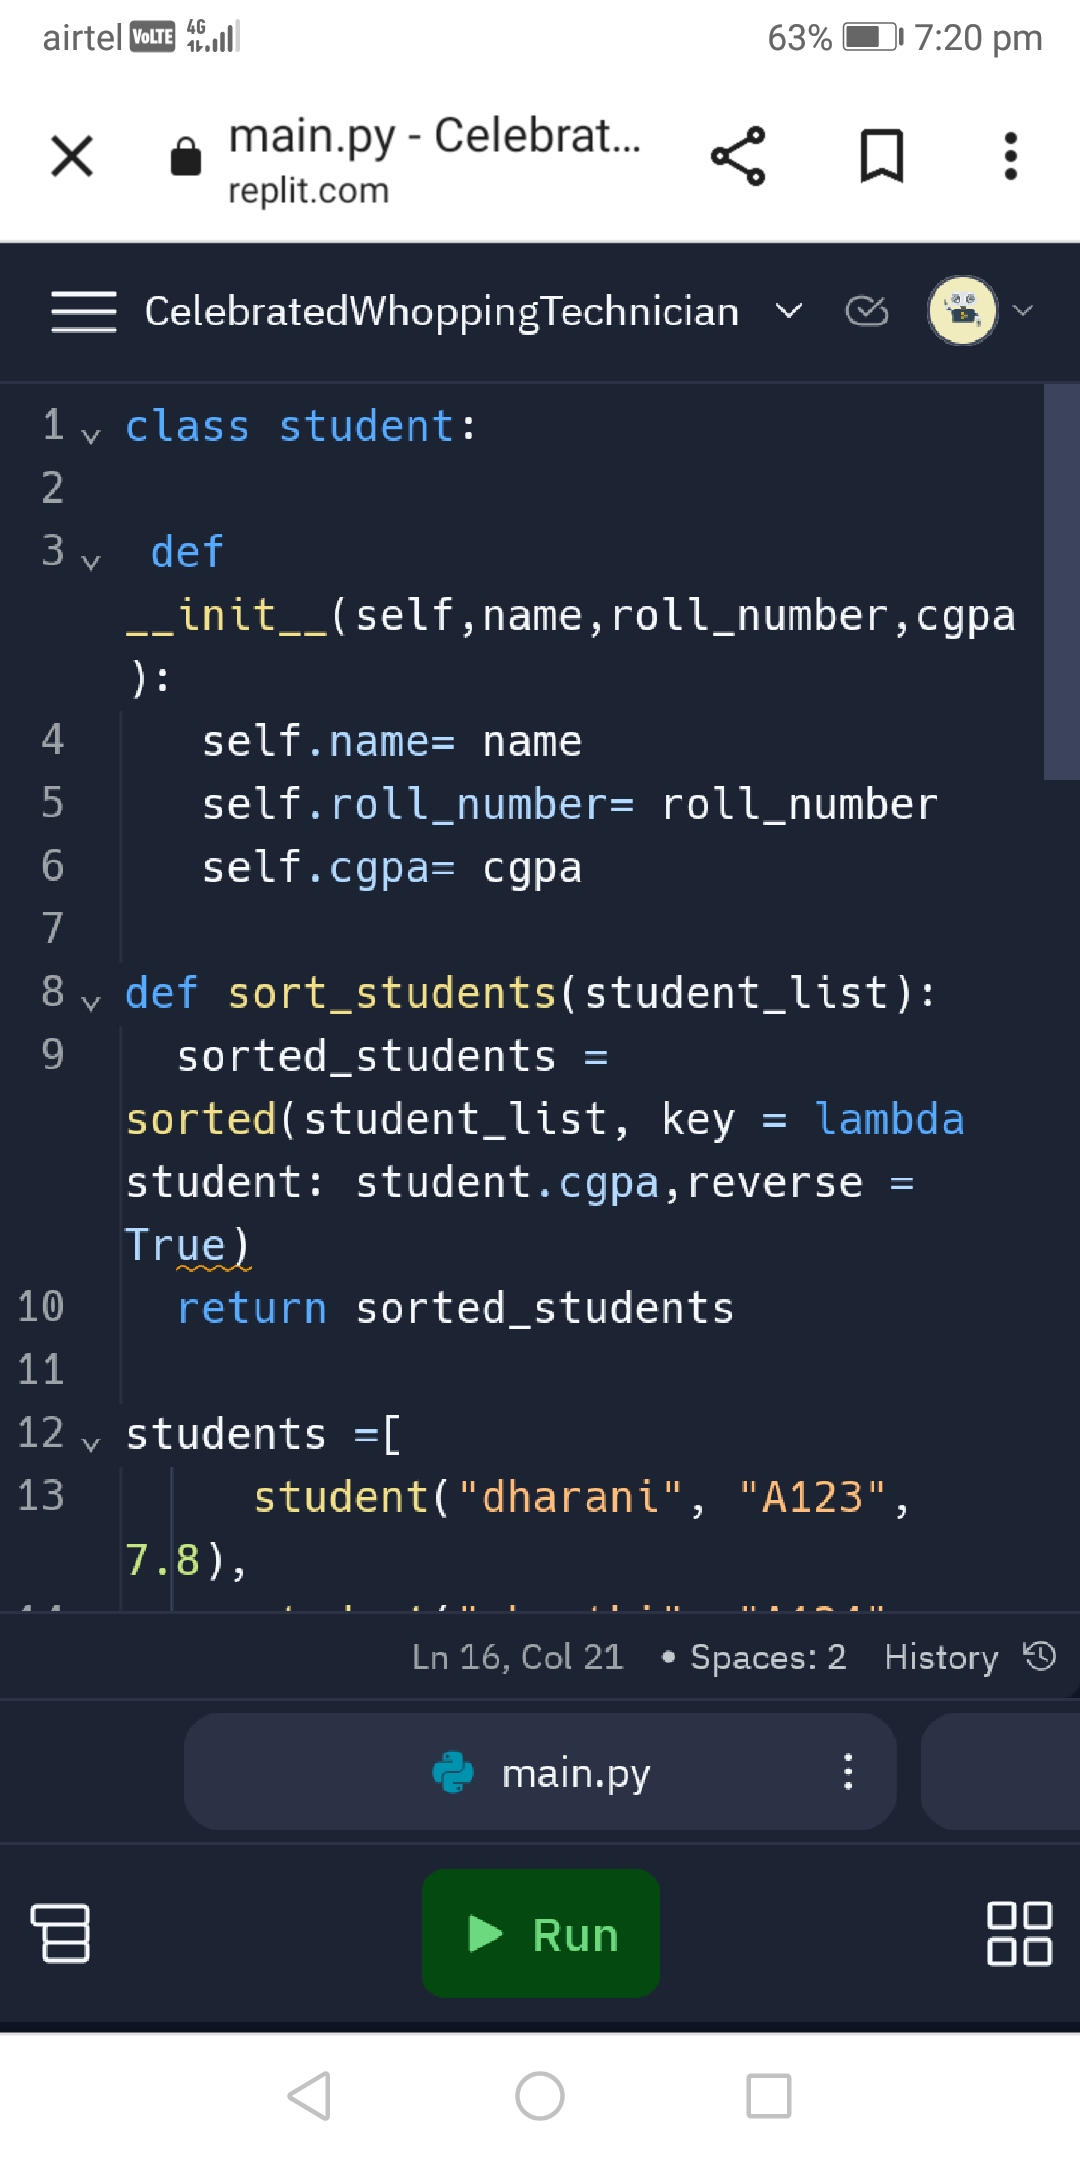 airtel VoLTE 4G 63% 7:20 pm
main.py - Celebrat...
replit.com
CelebratedWhoppingTechnician
1 class student:
2
3 def
__init__(self,name,roll_number,cgpa
):
4 self.name= name
5 self.roll_number= roll_number
6 self.cgpa= cgpa
7
8 def sort_students(student_list):
9 sorted_students =
sorted(student_list, key = lambda
student: student.cgpa,reverse =
True)
10 return sorted_students
11
12 students =[
13 student("dharani", "A123",
7.8),
Ln 16, Col 21 • Spaces: 2 History
main.py
Run